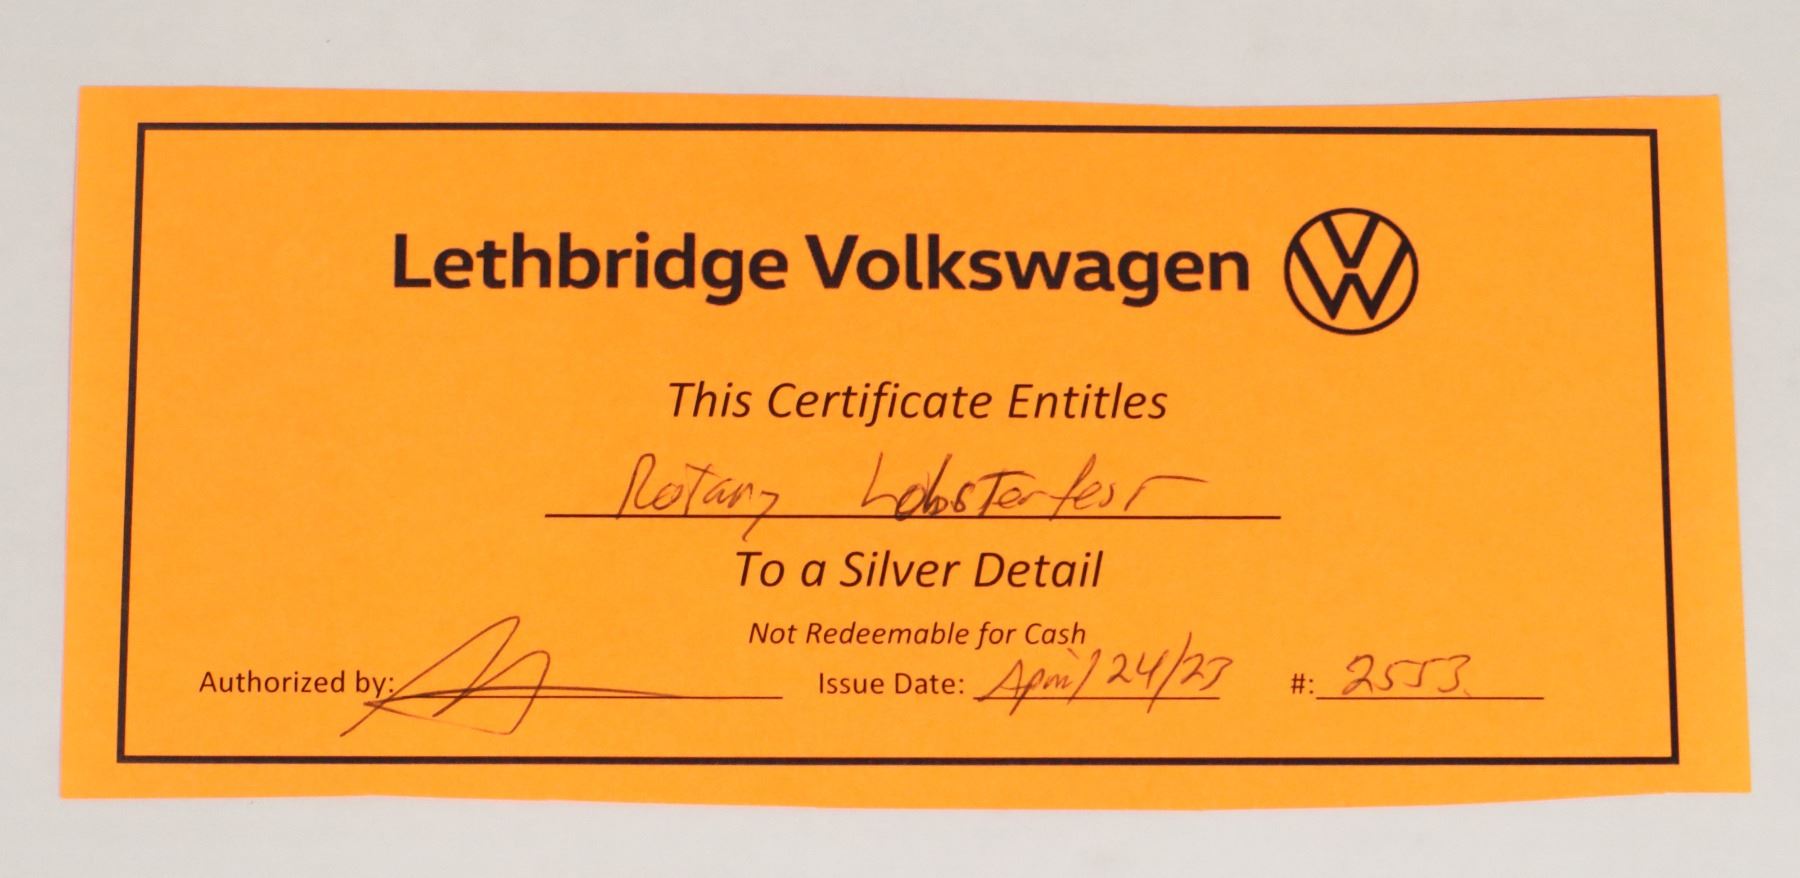 Lethbridge Volkswagen
This Certificate Entitles
Rotary Lobsterfest
To a Silver Detail
Not Redeemable for Cash
Authorized by: Issue Date: April 24/23 #: 2553